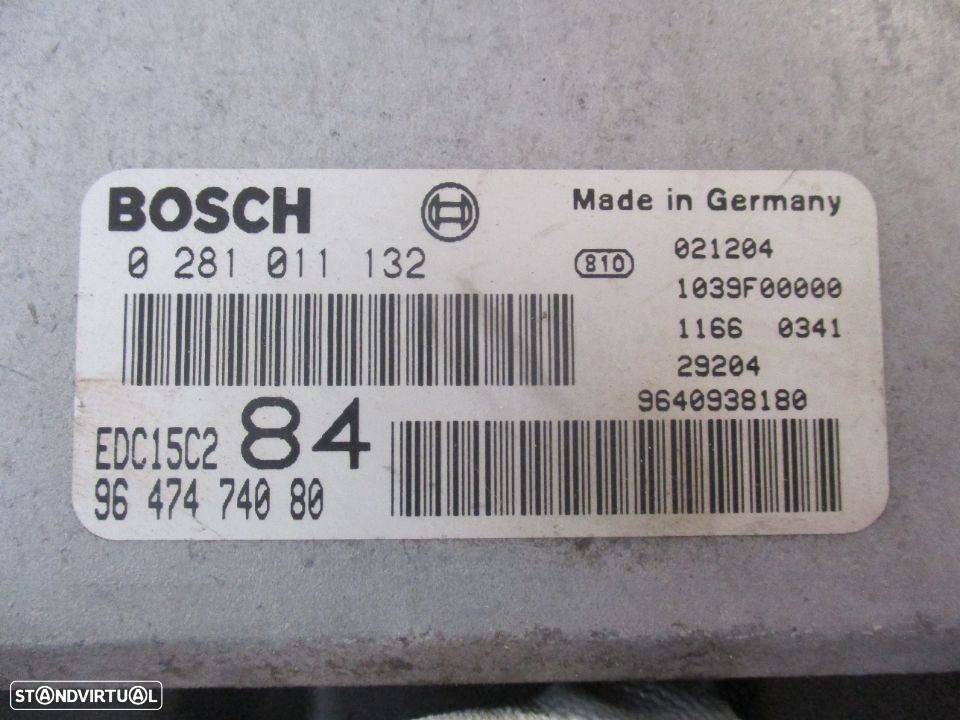 BOSCH
Made in Germany
0 281 011 132
810
021204
1039F00000
1166 0341
29204
9640938180
EDC15C2
84
96 474 740 80
STANDVIRTUAL